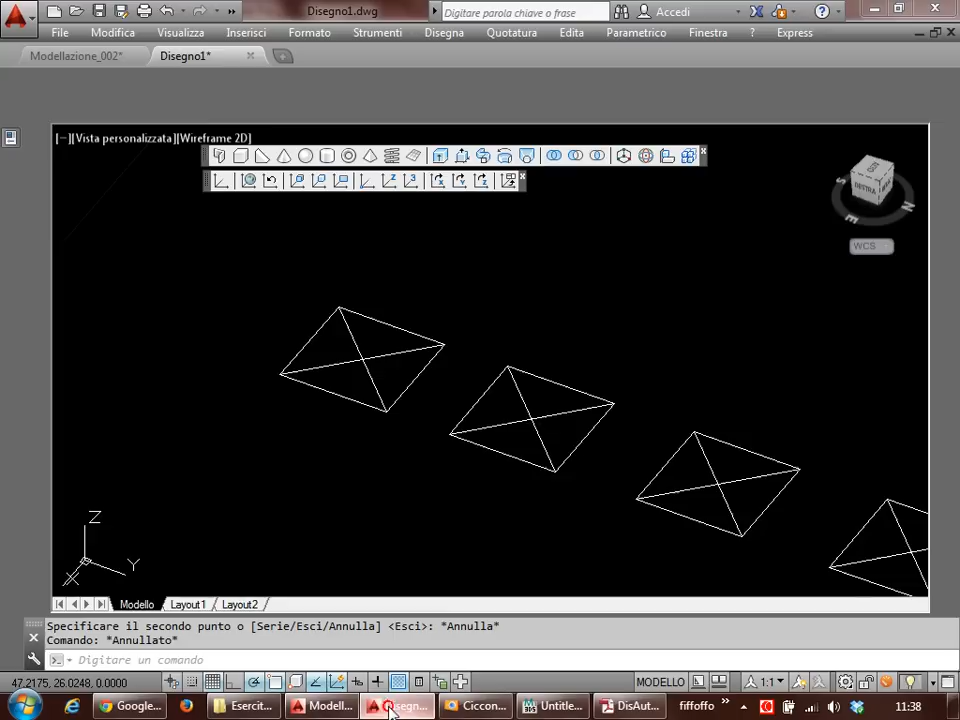 Disegno1.dwg
Digitare parola chiave o frase
Accedi
File Modifica Visualizza Inserisci Formato Strumenti Disegna Quotatura Edita Parametrico Finestra ? Express
Modellazione_002*
Disegno1*
[−][Vista personalizzata][Wireframe 2D]
DESTRA
S
N
E
WCS
Z
Y
X
Modello Layout1 Layout2
Specificare il secondo punto o [Serie/Esci/Annulla] <Esci>: *Annulla*
Comando: *Annullato*
Digitare un comando
47.2175, 26.0248, 0.0000
MODELLO
1:1
Google...
Esercit...
Modell...
Disegn...
Ciccon...
Untitle...
DisAut...
fiffoffo
11:38